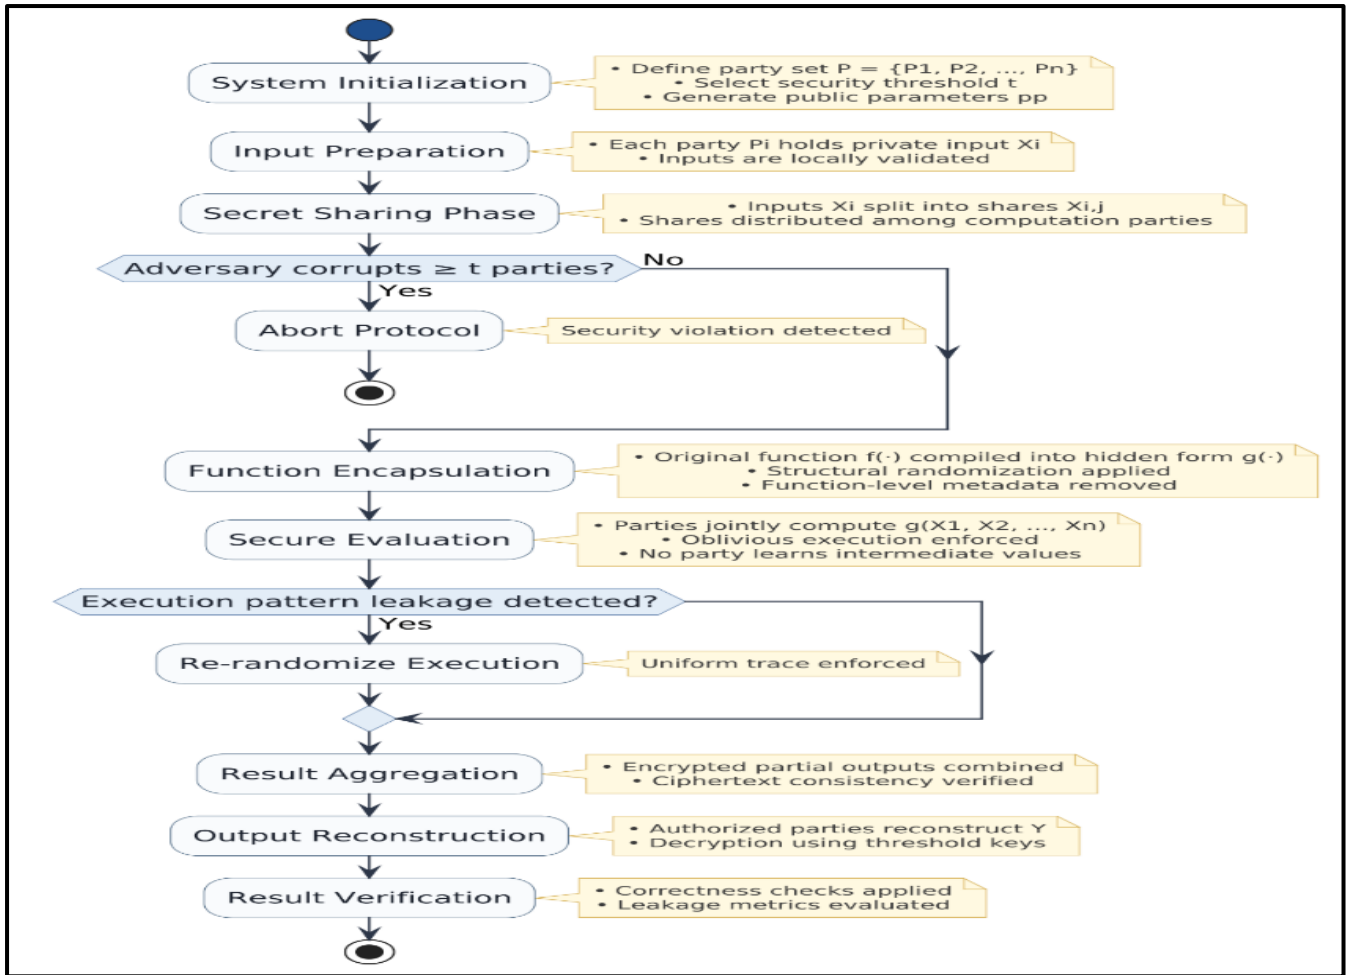 System Initialization
• Define party set P = {P1, P2, ..., Pn}
• Select security threshold t
• Generate public parameters pp
Input Preparation
• Each party Pi holds private input Xi
• Inputs are locally validated
Secret Sharing Phase
• Inputs Xi split into shares Xi,j
• Shares distributed among computation parties
Adversary corrupts ≥ t parties?
No
Yes
Abort Protocol
Security violation detected
Function Encapsulation
• Original function f(·) compiled into hidden form g(·)
• Structural randomization applied
• Function-level metadata removed
Secure Evaluation
• Parties jointly compute g(X1, X2, ..., Xn)
• Oblivious execution enforced
• No party learns intermediate values
Execution pattern leakage detected?
Yes
Re-randomize Execution
Uniform trace enforced
Result Aggregation
• Encrypted partial outputs combined
• Ciphertext consistency verified
Output Reconstruction
• Authorized parties reconstruct Y
• Decryption using threshold keys
Result Verification
• Correctness checks applied
• Leakage metrics evaluated